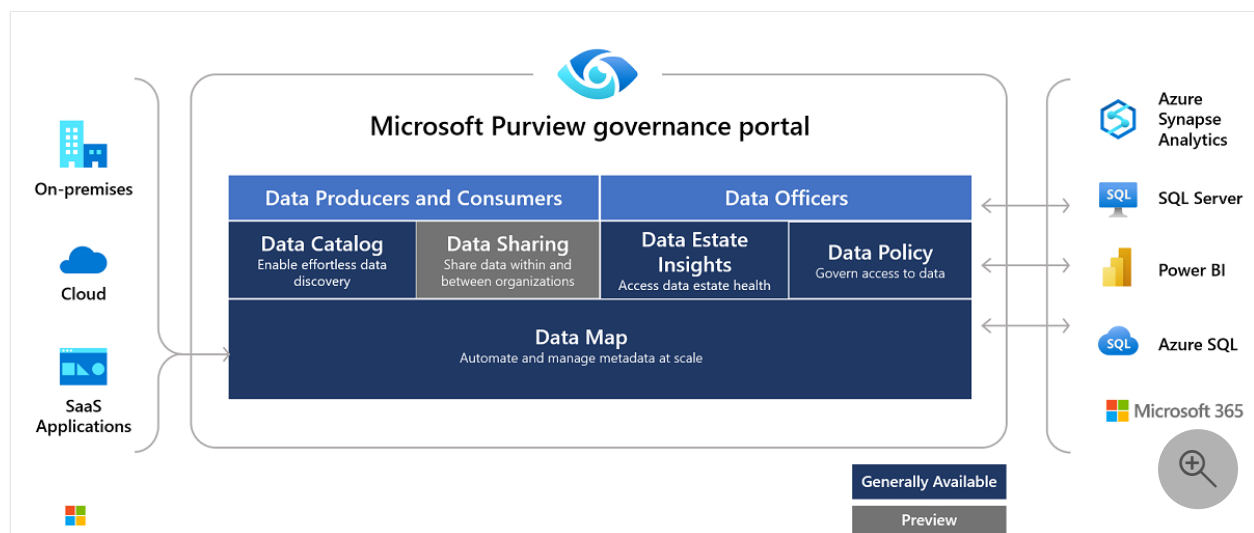 Microsoft Purview governance portal
On-premises
Cloud
SaaS
Applications
Data Producers and Consumers
Data Officers
Data Catalog
Enable effortless data
discovery
Data Sharing
Share data within and
between organizations
Data Estate
Insights
Access data estate health
Data Policy
Govern access to data
Data Map
Automate and manage metadata at scale
Azure
Synapse
Analytics
SQL
SQL Server
Power BI
SQL
Azure SQL
Microsoft 365
Generally Available
Preview